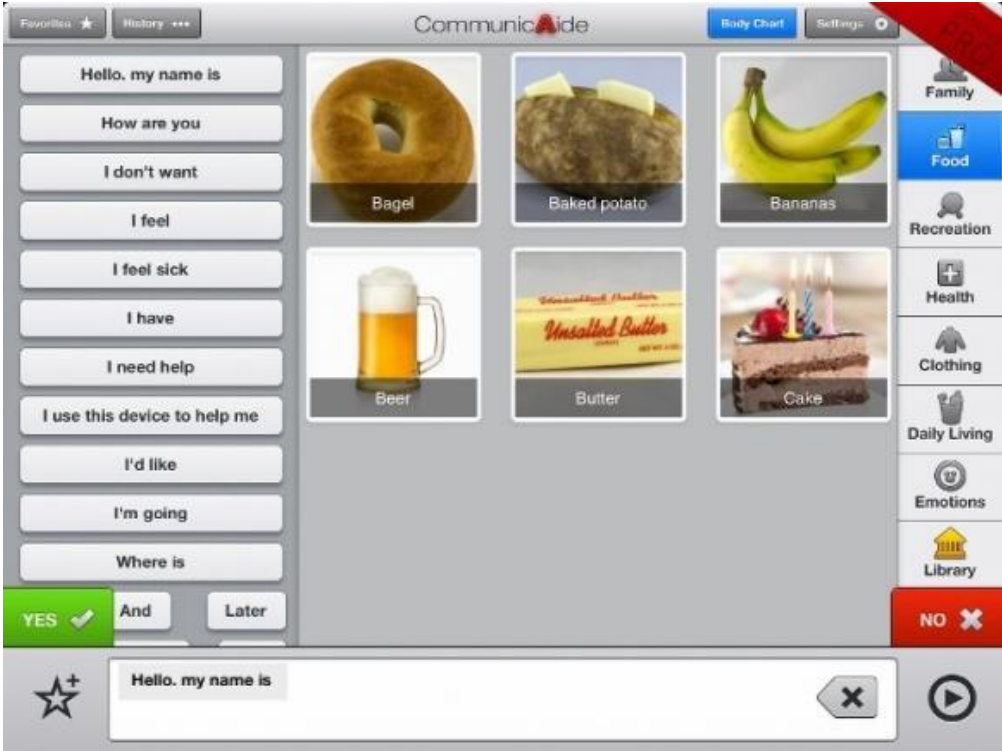 Favorites
History
CommunicAide
Body Chart
Settings
PRO
Hello. my name is
How are you
I don't want
I feel
I feel sick
I have
I need help
I use this device to help me
I'd like
I'm going
Where is
And
Later
YES
Bagel
Baked potato
Bananas
Beer
Unsalted Butter
Unsalted Butter
Butter
Cake
Family
Food
Recreation
Health
Clothing
Daily Living
Emotions
Library
NO
Hello. my name is